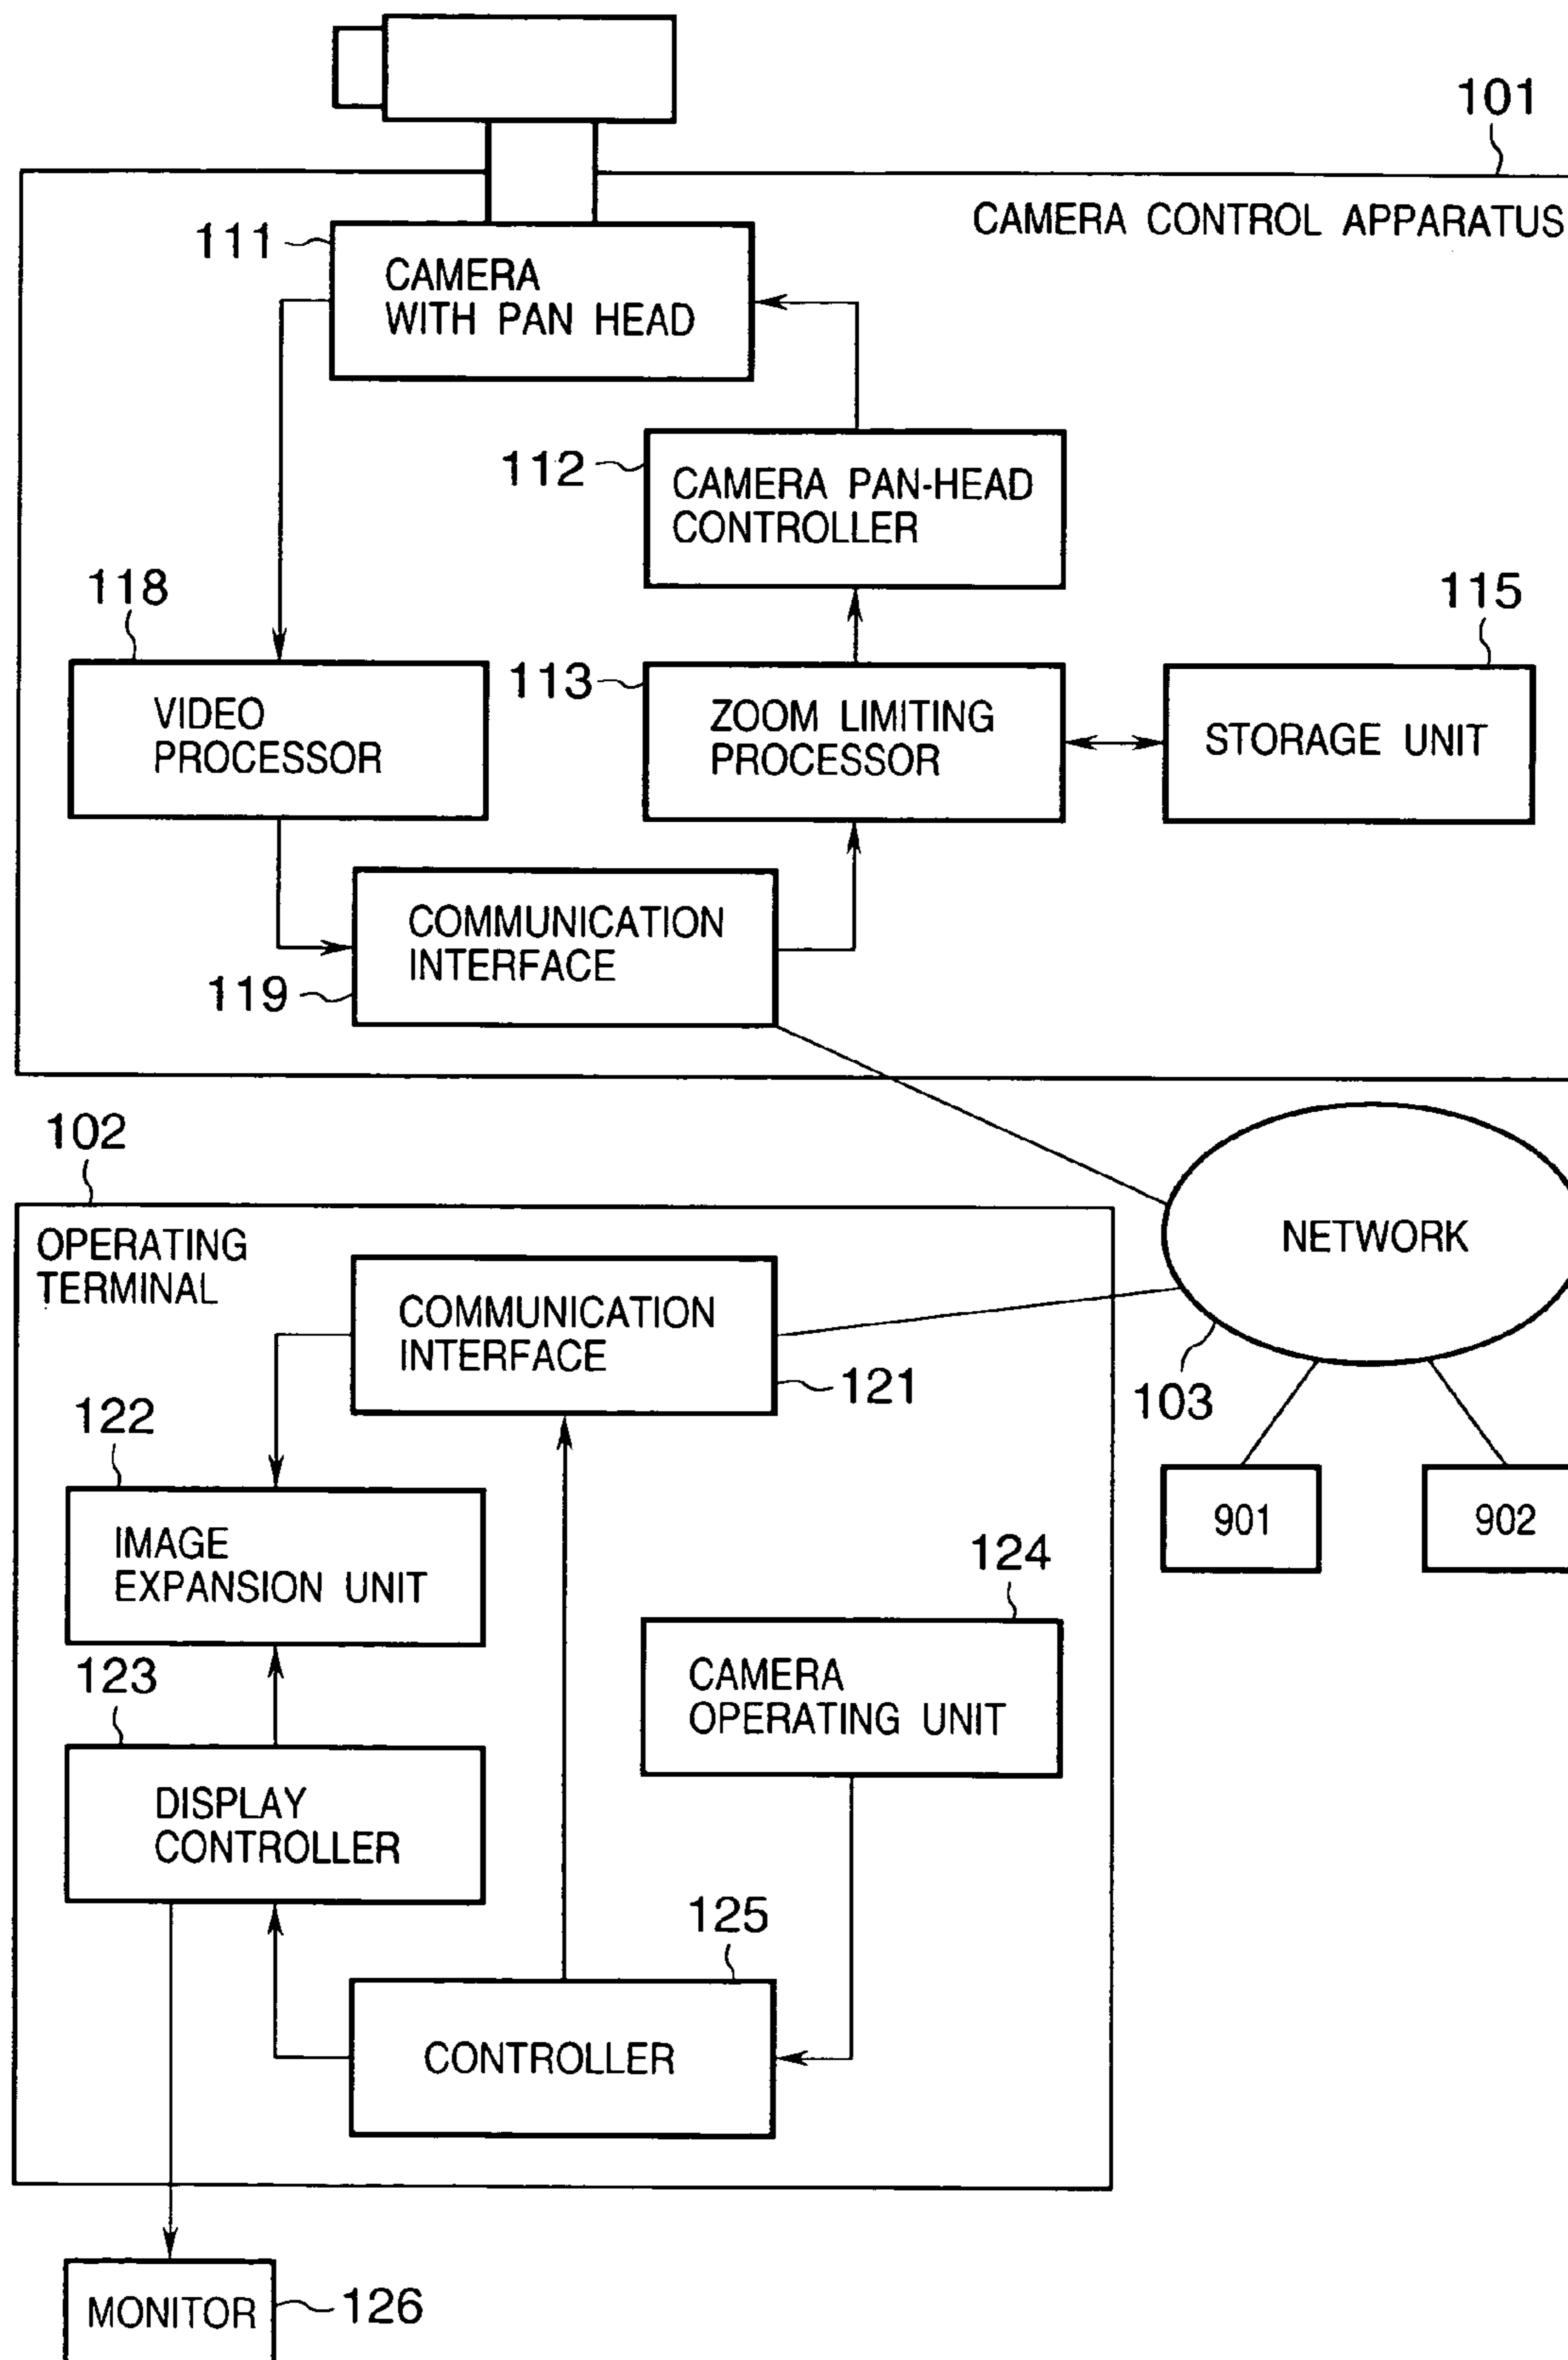 101
CAMERA CONTROL APPARATUS
111
CAMERA
WITH PAN HEAD
112
CAMERA PAN-HEAD
CONTROLLER
118
115
VIDEO
PROCESSOR
113
ZOOM LIMITING
PROCESSOR
STORAGE UNIT
COMMUNICATION
INTERFACE
119
102
OPERATING
TERMINAL
NETWORK
COMMUNICATION
INTERFACE
121
103
122
901
902
IMAGE
EXPANSION UNIT
124
123
CAMERA
OPERATING UNIT
DISPLAY
CONTROLLER
125
CONTROLLER
MONITOR
126